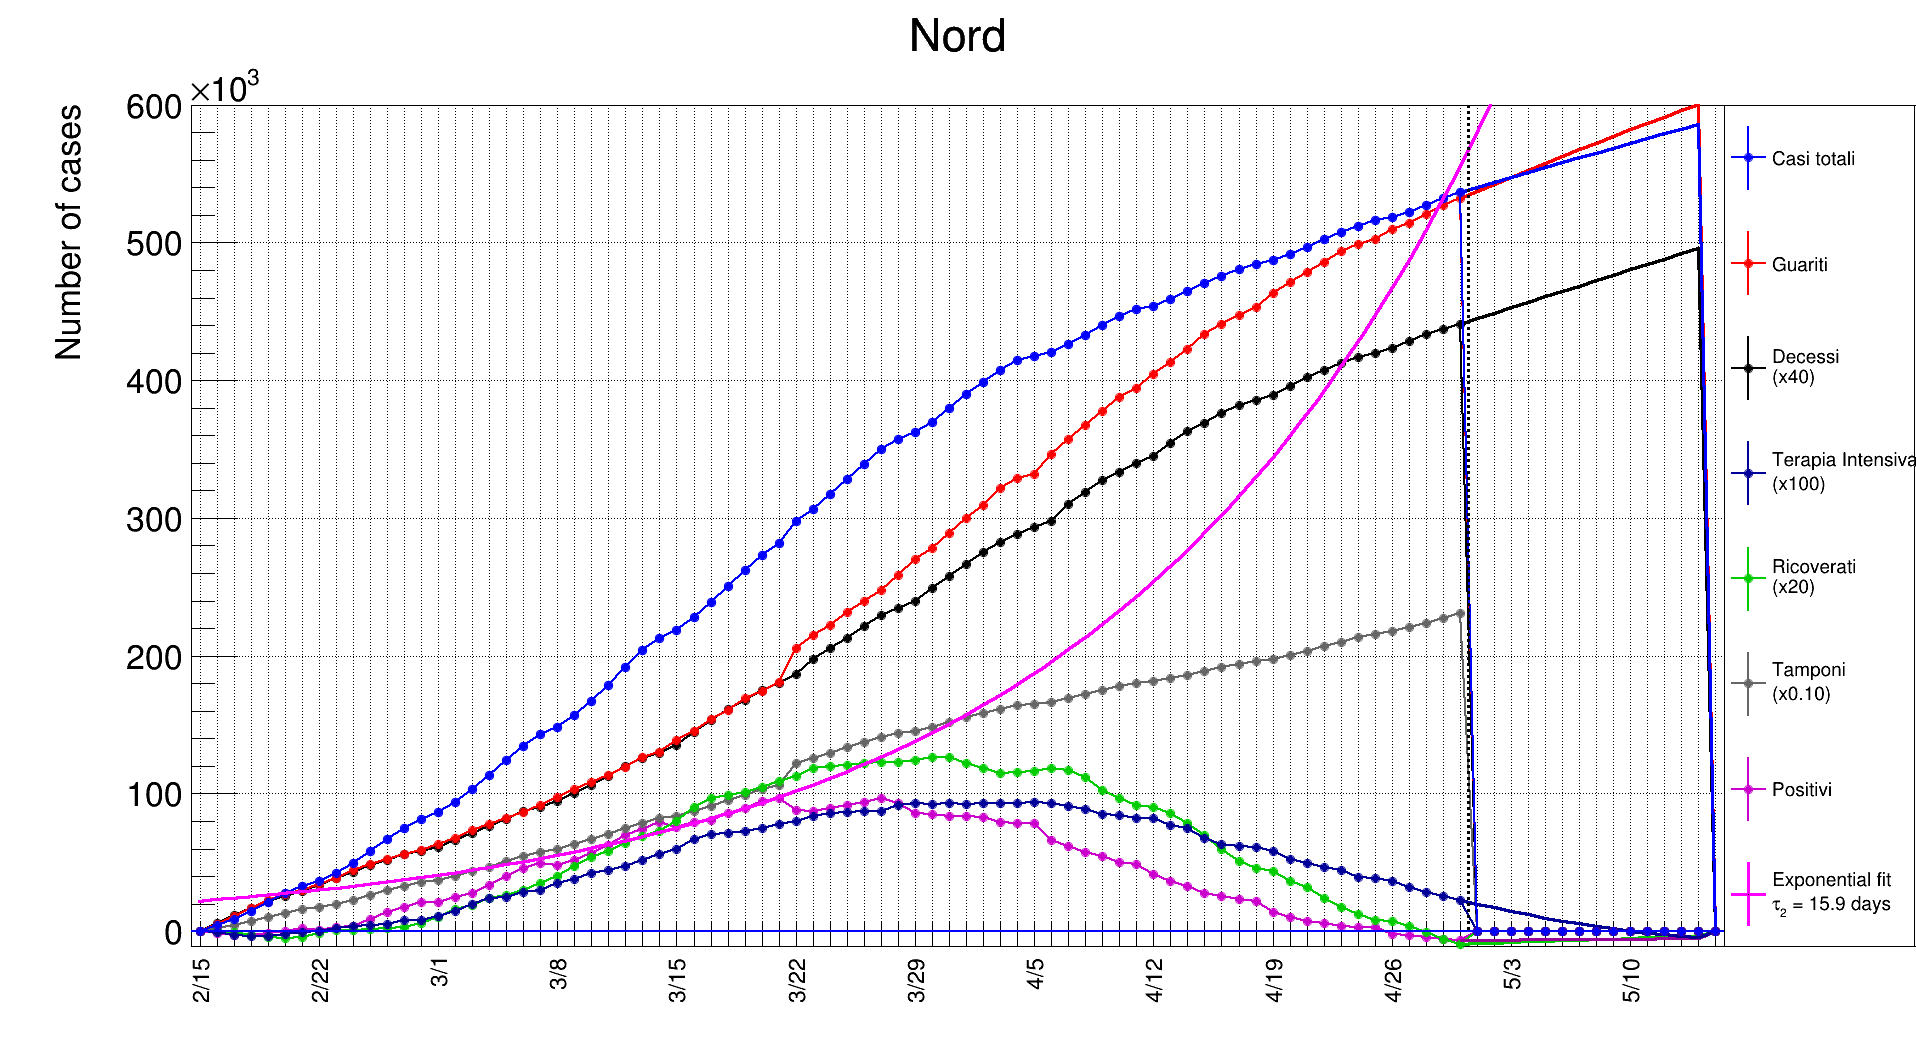 Nord
×10³
Number of cases
600
500
400
300
200
100
0
2/15
2/22
3/1
3/8
3/15
3/22
3/29
4/5
4/12
4/19
4/26
5/3
5/10
Casi totali
Guariti
Decessi
(x40)
Terapia Intensiva
(x100)
Ricoverati
(x20)
Tamponi
(x0.10)
Positivi
Exponential fit
τ₂ = 15.9 days